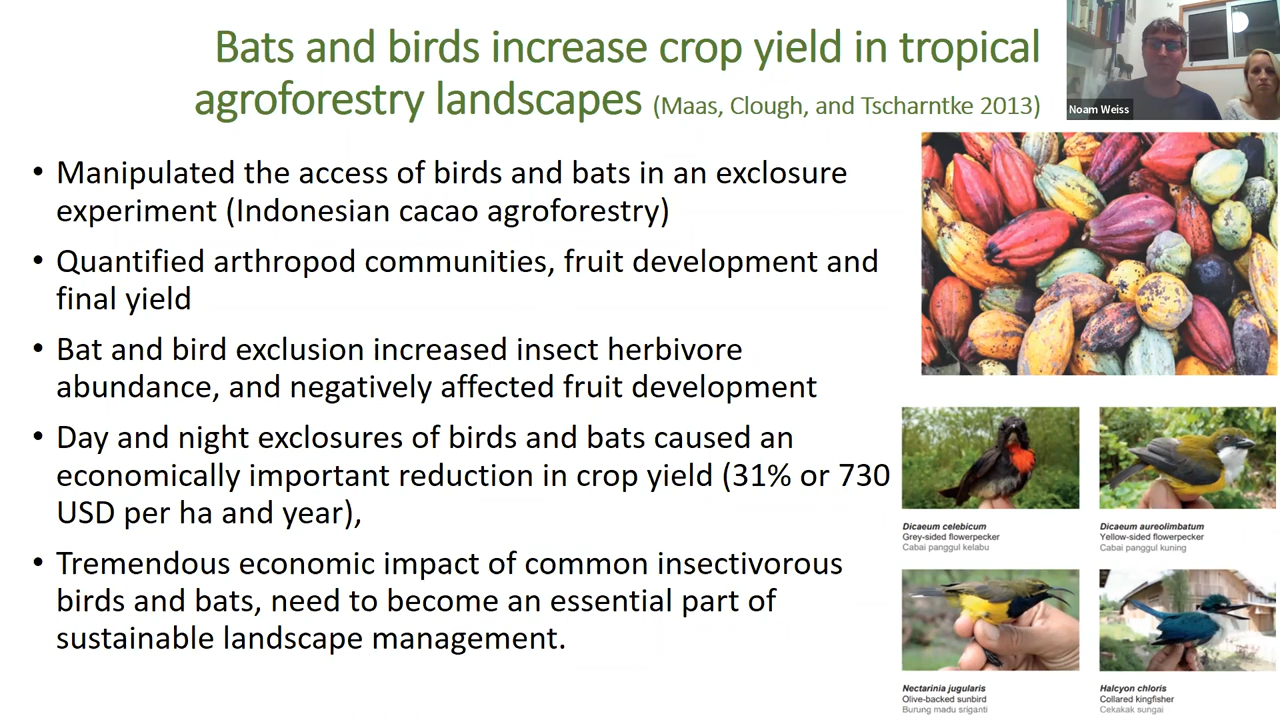 Bats and birds increase crop yield in tropical
agroforestry landscapes (Maas, Clough, and Tscharntke 2013)
Noam Weiss
• Manipulated the access of birds and bats in an exclosure
experiment (Indonesian cacao agroforestry)
• Quantified arthropod communities, fruit development and
final yield
• Bat and bird exclusion increased insect herbivore
abundance, and negatively affected fruit development
• Day and night exclosures of birds and bats caused an
economically important reduction in crop yield (31% or 730
USD per ha and year),
• Tremendous economic impact of common insectivorous
birds and bats, need to become an essential part of
sustainable landscape management.
Dicaeum celebicum
Grey-sided flowerpecker
Cabai panggul kelabu
Dicaeum aureolimbatum
Yellow-sided flowerpecker
Cabai panggul kuning
Nectarinia jugularis
Olive-backed sunbird
Burung madu sriganti
Halcyon chloris
Collared kingfisher
Cekakak sungai